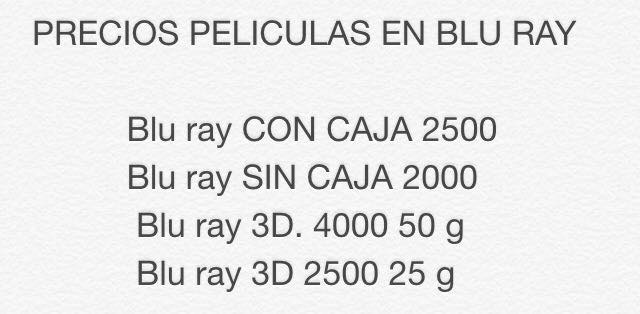 PRECIOS PELICULAS EN BLU RAY
Blu ray CON CAJA 2500
Blu ray SIN CAJA 2000
Blu ray 3D. 4000 50 g
Blu ray 3D 2500 25 g